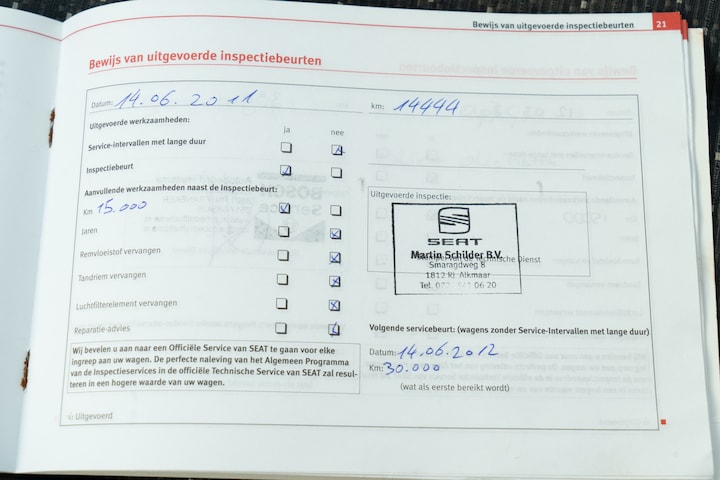 Bewijs van uitgevoerde inspectiebeurten 21
Bewijs van uitgevoerde inspectiebeurten
Datum: 14.06.2011 km: 14444
Uitgevoerde werkzaamheden:
ja nee
Service-intervallen met lange duur
Inspectiebeurt
Aanvullende werkzaamheden naast de Inspectiebeurt:
Km 15.000
Jaren
Remvloeistof vervangen
Tandriem vervangen
Luchtfilterelement vervangen
Reparatie-advies
Uitgevoerde inspectie:
SEAT
Martin Schilder B.V.
Technische Dienst
Smaragdweg 8
1812 RJ Alkmaar
Tel. 06 20
Volgende servicebeurt: (wagens zonder Service-Intervallen met lange duur)
Datum: 14.06.2012
Km: 30.000
(wat als eerste bereikt wordt)
Wij bevelen u aan naar een Officiële Service van SEAT te gaan voor elke
ingreep aan uw wagen. De perfecte naleving van het Algemeen Programma
van de Inspectieservices in de officiële Technische Service van SEAT zal resul-
teren in een hogere waarde van uw wagen.
Uitgevoerd